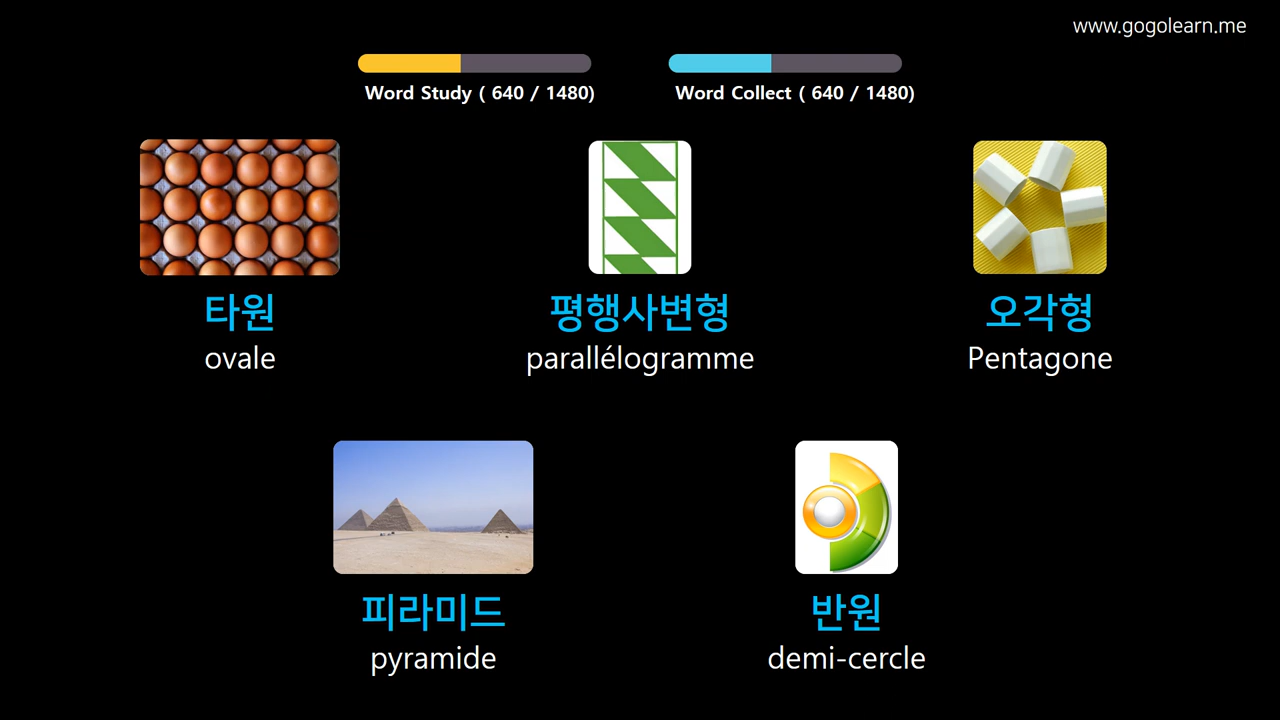 www.gogolearn.me
Word Study ( 640 / 1480)
Word Collect ( 640 / 1480)
타원
ovale
평행사변형
parallélogramme
오각형
Pentagone
피라미드
pyramide
반원
demi-cercle